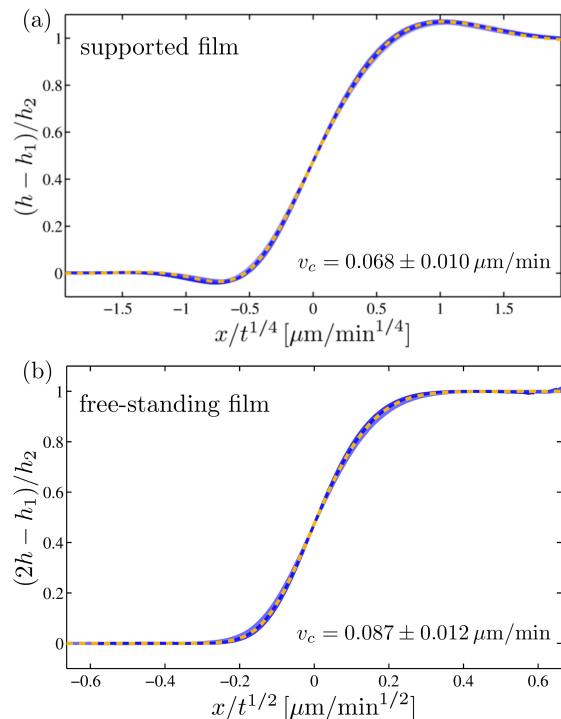 (a)
supported film
(h − h₁)/h₂
1
0.8
0.6
0.4
0.2
0
v_c = 0.068 ± 0.010 μm/min
−1.5 −1 −0.5 0 0.5 1 1.5
x/t^{1/4} [μm/min^{1/4}]
(b)
free-standing film
(2h − h₁)/h₂
1
0.8
0.6
0.4
0.2
0
v_c = 0.087 ± 0.012 μm/min
−0.6 −0.4 −0.2 0 0.2 0.4 0.6
x/t^{1/2} [μm/min^{1/2}]